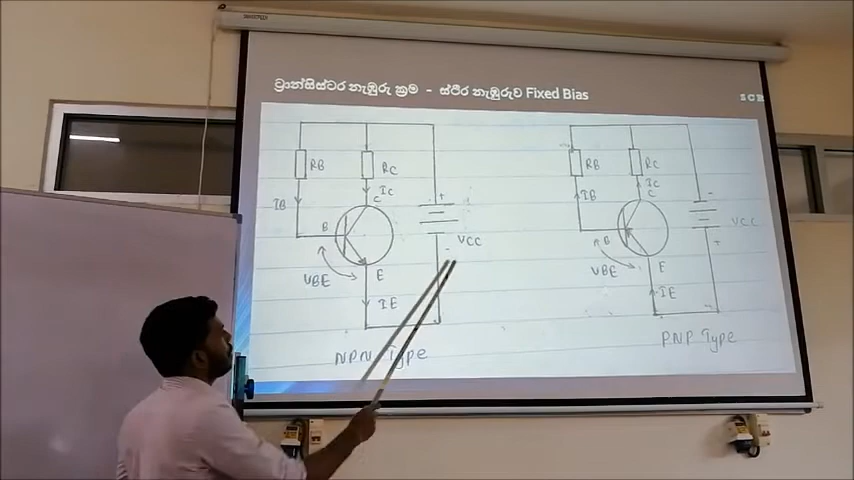 ට්‍රාන්සිස්ටර නැඹුරු ක්‍රම - ස්ථීර නැඹුරුව Fixed Bias
RB
RC
IB
IC
C
B
+
VCC
-
VBE
E
IE
NPN Type
RB
RC
IB
IC
C
B
-
VCC
+
VBE
E
IE
PNP Type